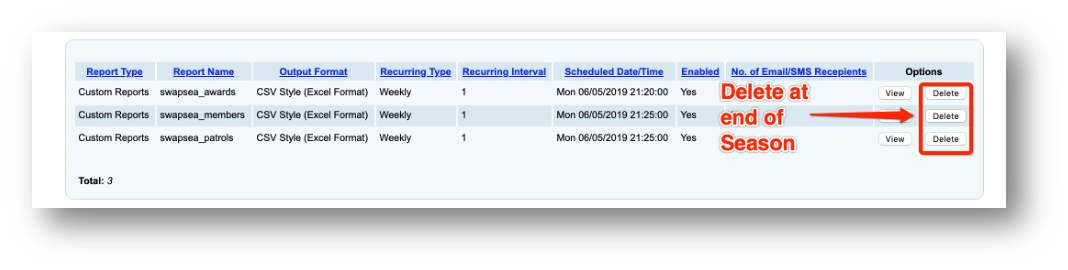 Report Type Report Name Output Format Recurring Type Recurring Interval Scheduled Date/Time Enabled No. of Email/SMS Recepients Options
Custom Reports swapsea_awards CSV Style (Excel Format) Weekly 1 Mon 06/05/2019 21:20:00 Yes View Delete
Custom Reports swapsea_members CSV Style (Excel Format) Weekly 1 Mon 06/05/2019 21:25:00 Yes Delete
Custom Reports swapsea_patrols CSV Style (Excel Format) Weekly 1 Mon 06/05/2019 21:25:00 Yes View Delete
Delete at
end of
Season
Total: 3